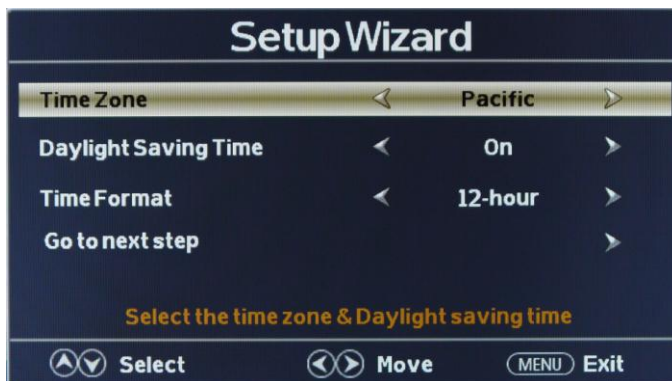 Setup Wizard
Time Zone Pacific
Daylight Saving Time On
Time Format 12-hour
Go to next step
Select the time zone & Daylight saving time
Select Move MENU Exit